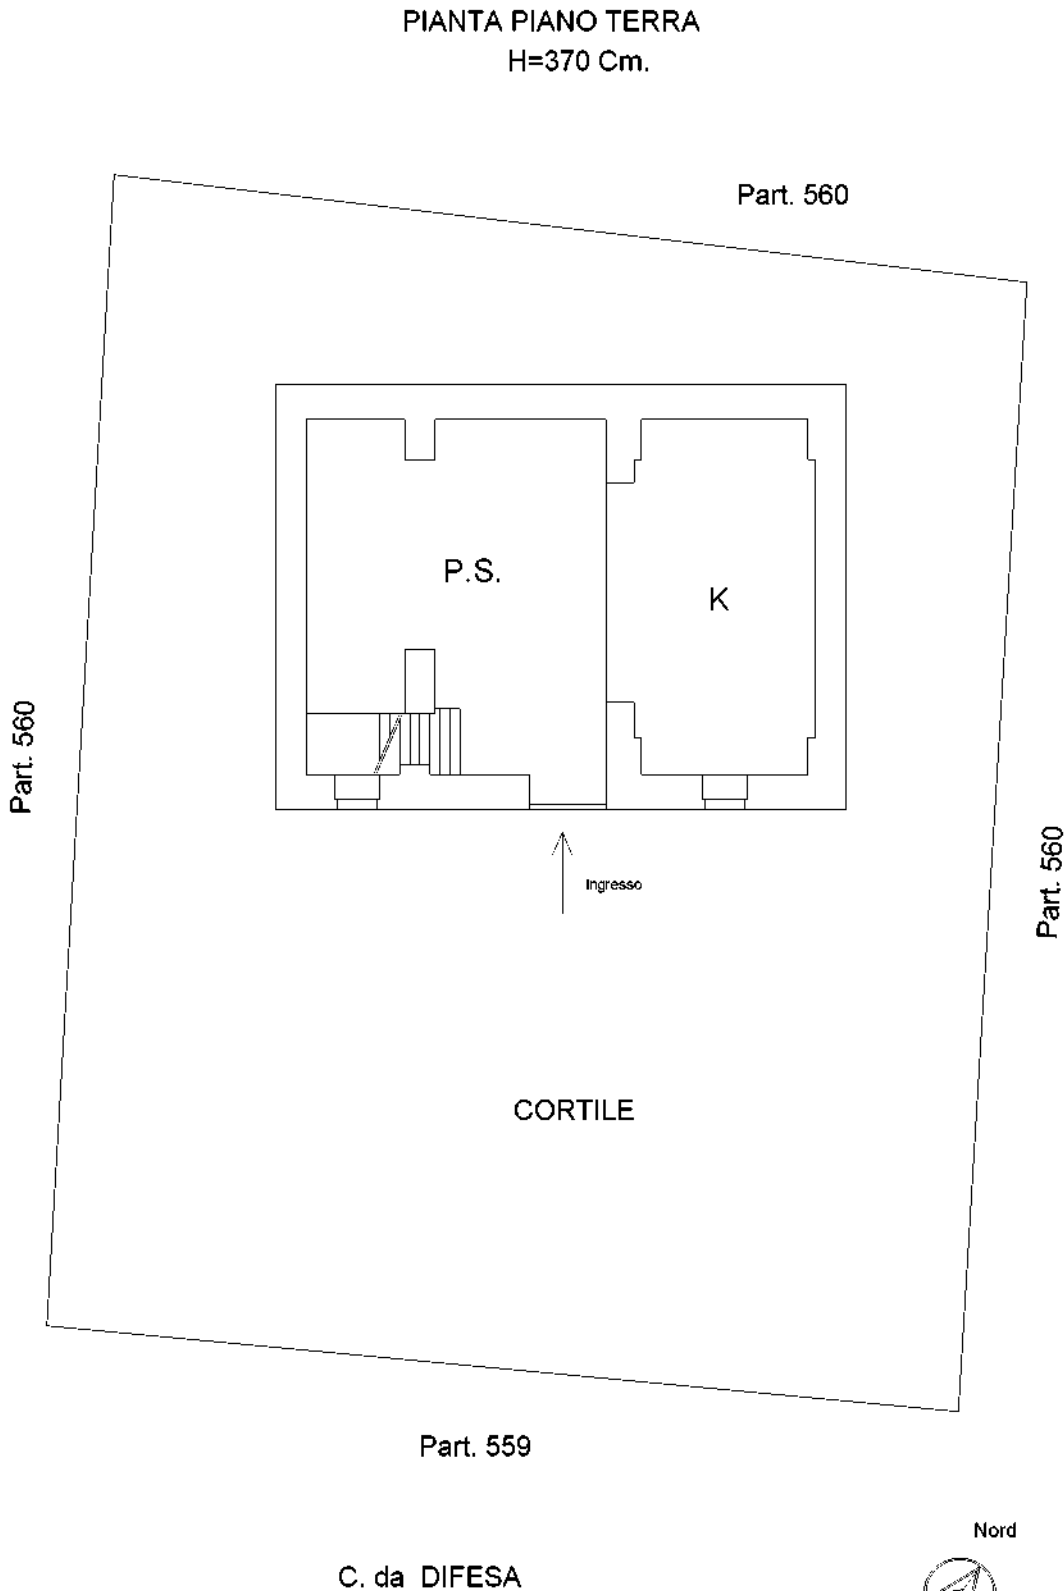 PIANTA PIANO TERRA
H=370 Cm.
Part. 560
P.S.
K
Part. 560
Part. 560
Ingresso
CORTILE
Part. 559
Nord
C. da DIFESA